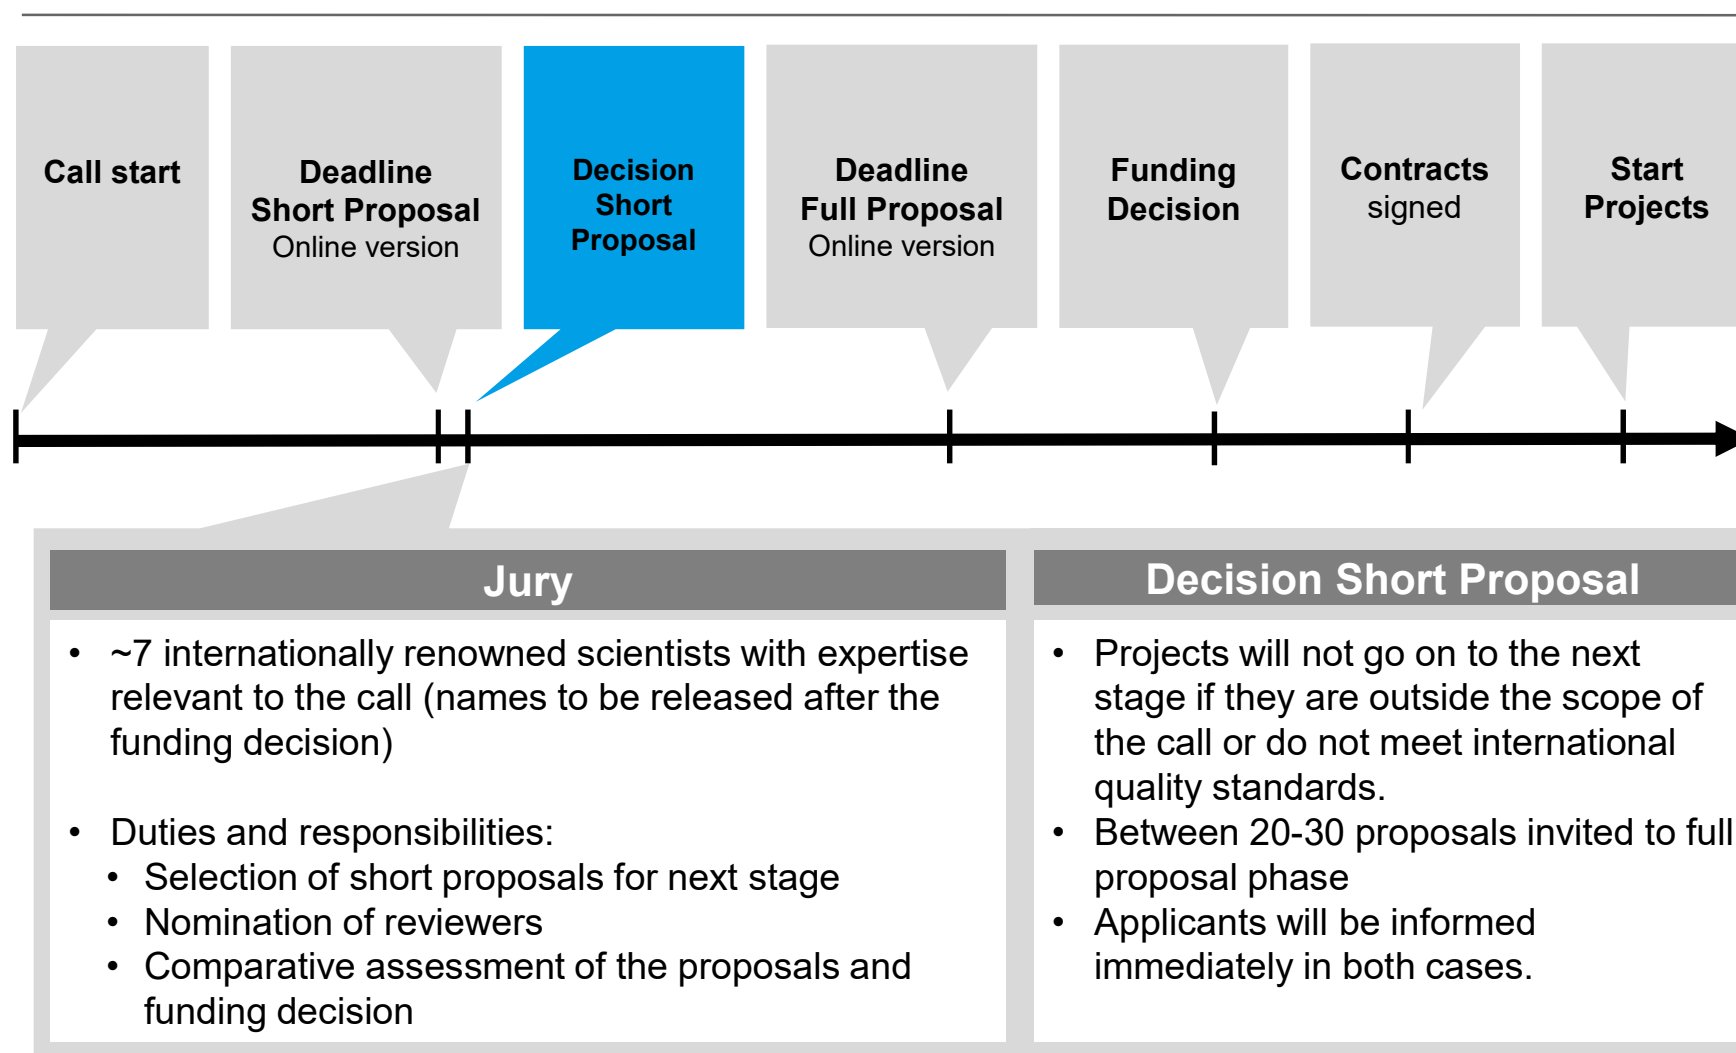 Call start
Deadline
Short Proposal
Online version
Decision
Short
Proposal
Deadline
Full Proposal
Online version
Funding
Decision
Contracts
signed
Start
Projects
Jury
• ~7 internationally renowned scientists with expertise
relevant to the call (names to be released after the
funding decision)
• Duties and responsibilities:
• Selection of short proposals for next stage
• Nomination of reviewers
• Comparative assessment of the proposals and
funding decision
Decision Short Proposal
• Projects will not go on to the next
stage if they are outside the scope of
the call or do not meet international
quality standards.
• Between 20-30 proposals invited to full
proposal phase
• Applicants will be informed
immediately in both cases.